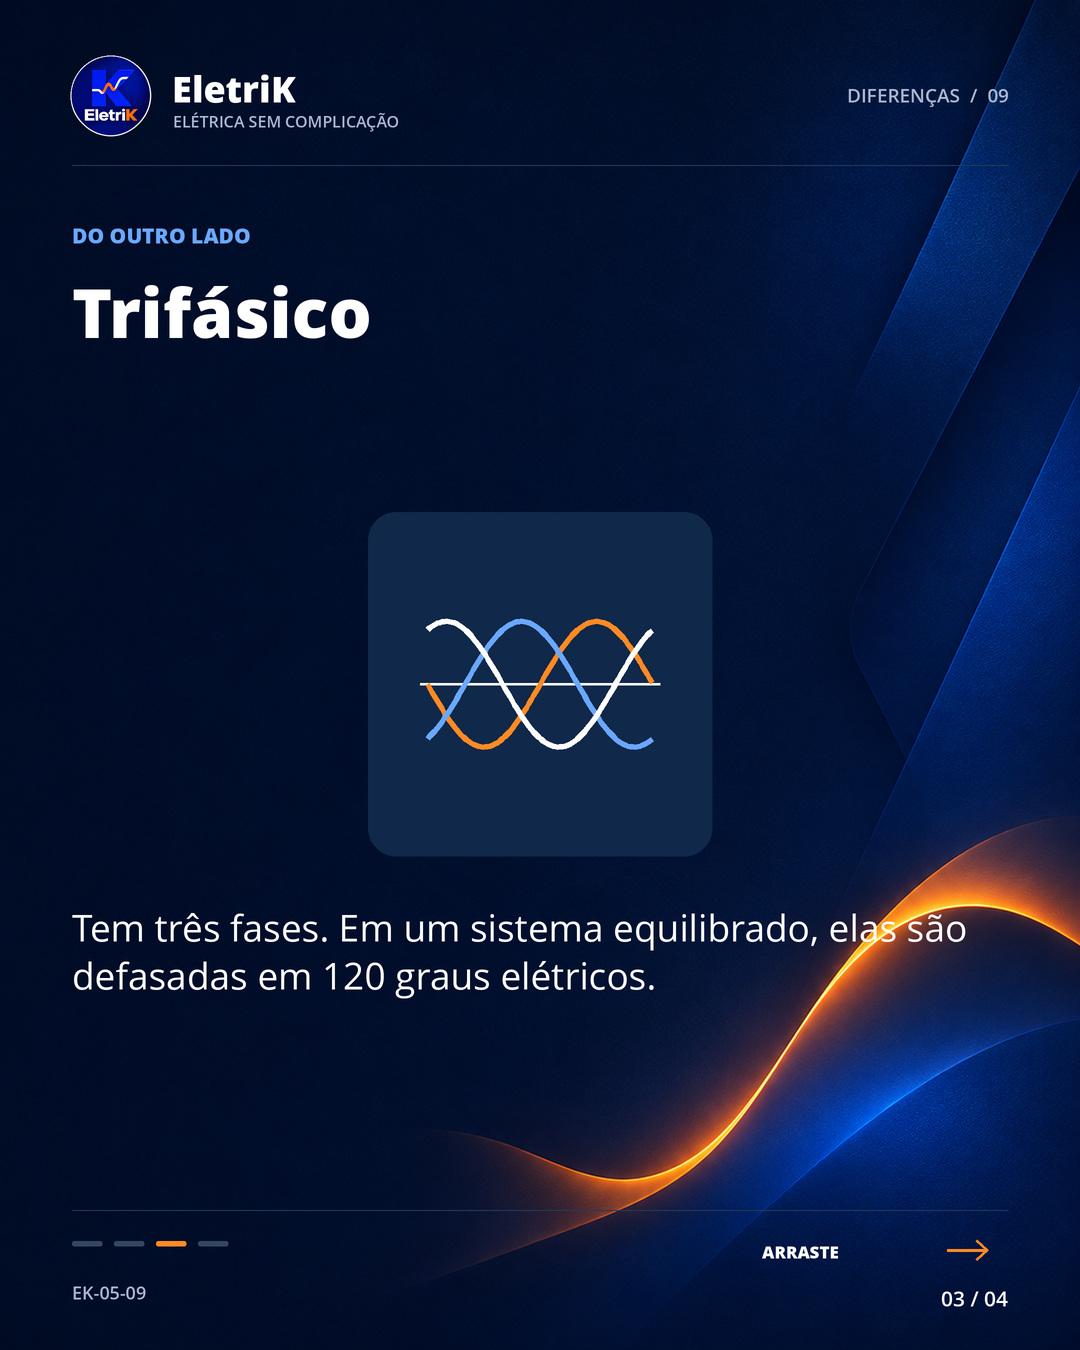 K
EletriK
EletriK
ELÉTRICA SEM COMPLICAÇÃO
DIFERENÇAS / 09
DO OUTRO LADO
Trifásico
Tem três fases. Em um sistema equilibrado, elas são
defasadas em 120 graus elétricos.
ARRASTE
EK-05-09
03 / 04